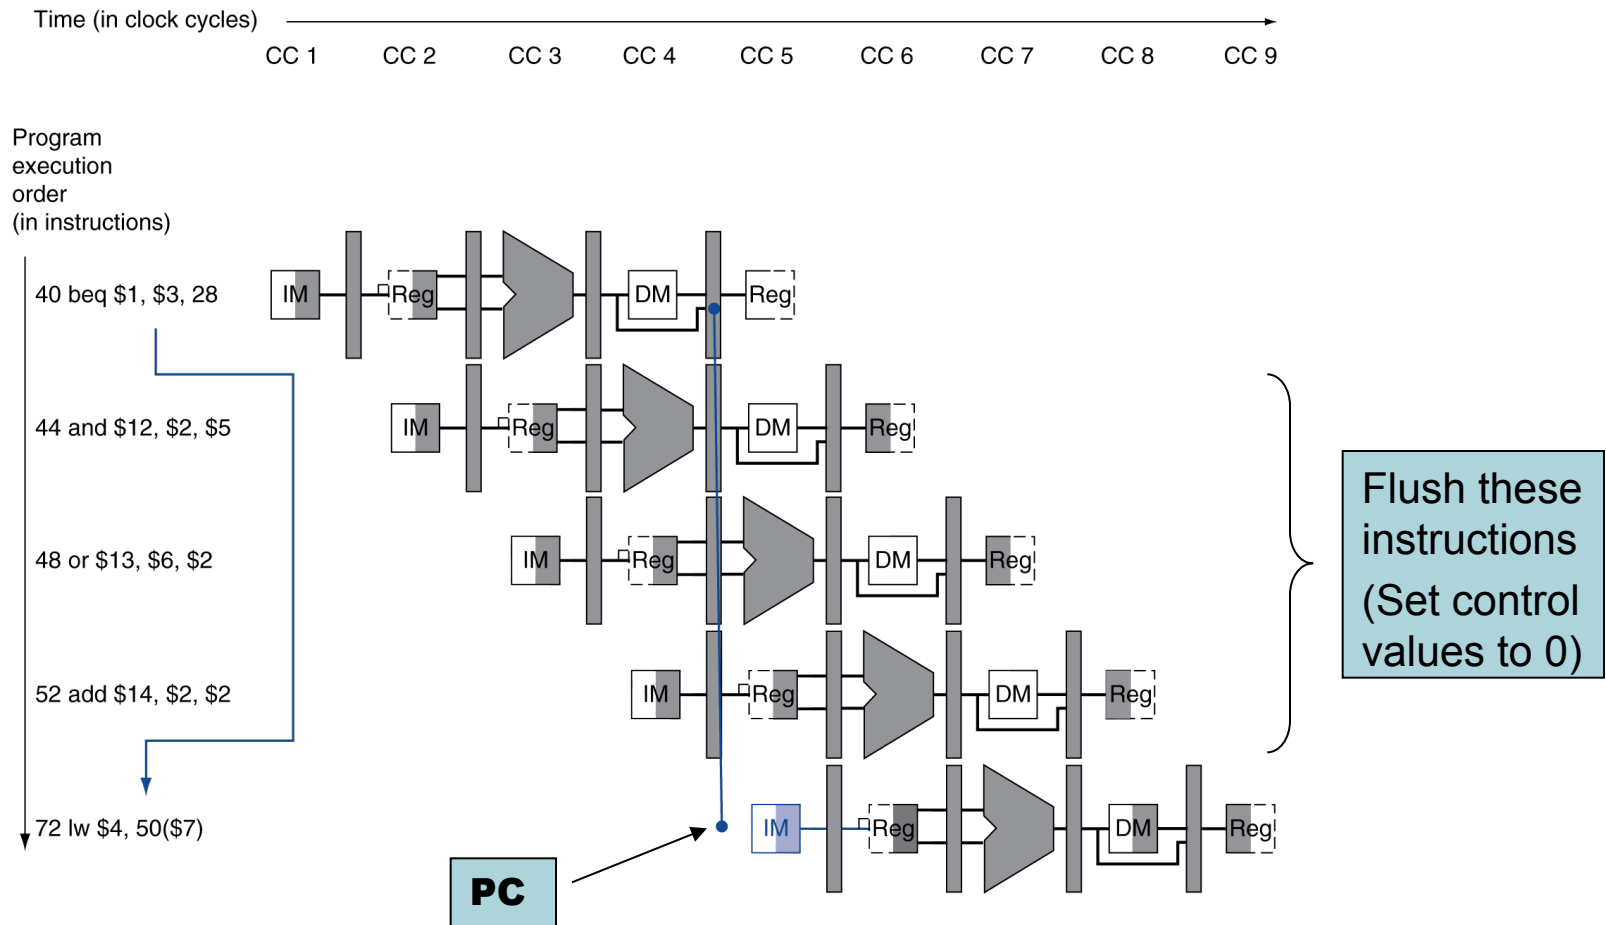 Time (in clock cycles)
CC 1 CC 2 CC 3 CC 4 CC 5 CC 6 CC 7 CC 8 CC 9
Program
execution
order
(in instructions)
40 beq $1, $3, 28
IM Reg DM Reg
44 and $12, $2, $5
IM Reg DM Reg
48 or $13, $6, $2
IM Reg DM Reg
52 add $14, $2, $2
IM Reg DM Reg
72 lw $4, 50($7)
IM Reg DM Reg
Flush these
instructions
(Set control
values to 0)
PC